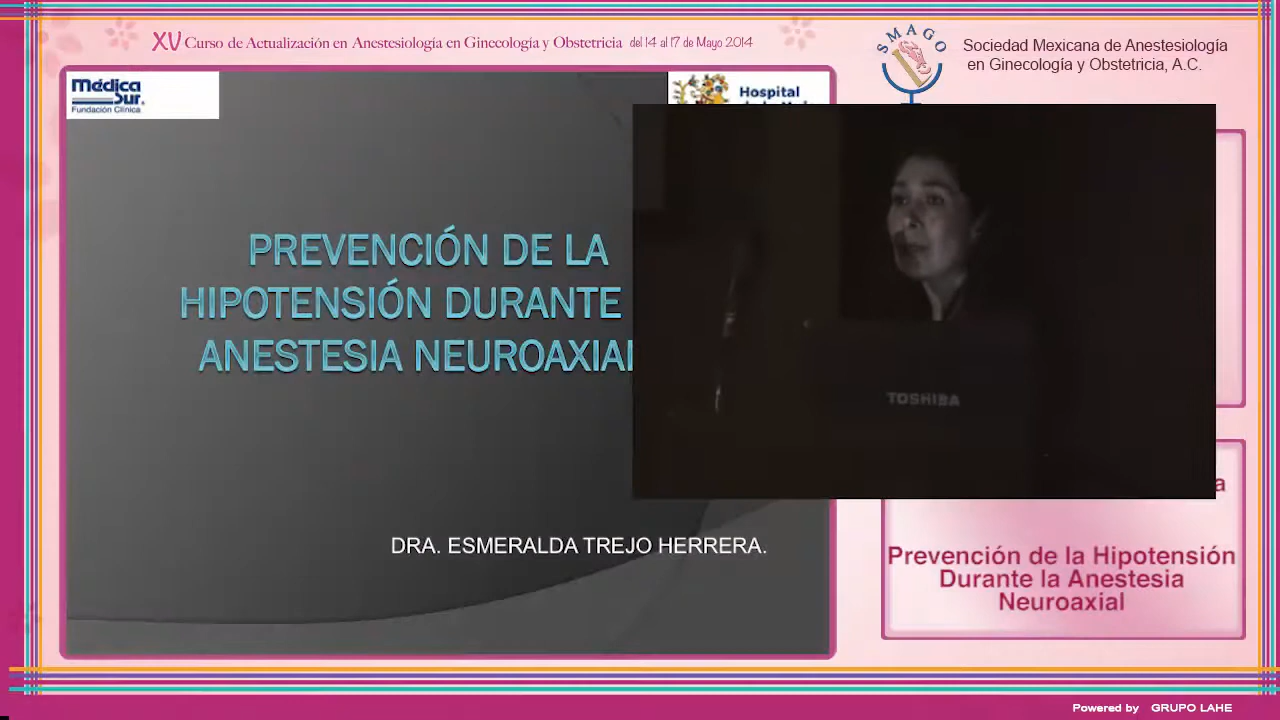 XV Curso de Actualización en Anestesiología en Ginecología y Obstetricia del 14 al 17 de Mayo 2014
SMAGO
Sociedad Mexicana de Anestesiología
en Ginecología y Obstetricia, A.C.
Médica
Sur
Fundación Clínica
Hospital
PREVENCIÓN DE LA
HIPOTENSIÓN DURANTE
ANESTESIA NEUROAXIAL
DRA. ESMERALDA TREJO HERRERA.
TOSHIBA
a
Prevención de la Hipotensión
Durante la Anestesia
Neuroaxial
Powered by GRUPO LAHE